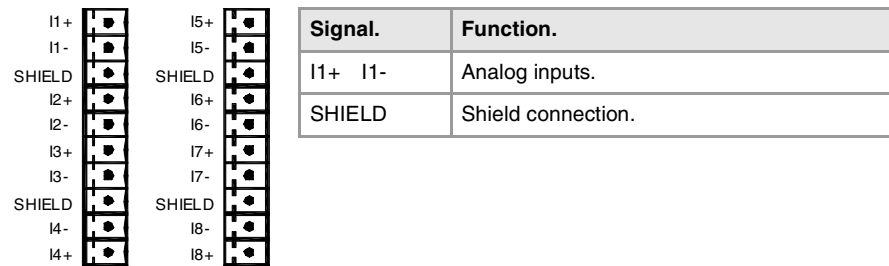 I1+
I1-
SHIELD
I2+
I2-
I3+
I3-
SHIELD
I4-
I4+
I5+
I5-
SHIELD
I6+
I6-
I7+
I7-
SHIELD
I8-
I8+
Signal. Function.
I1+ I1- Analog inputs.
SHIELD Shield connection.